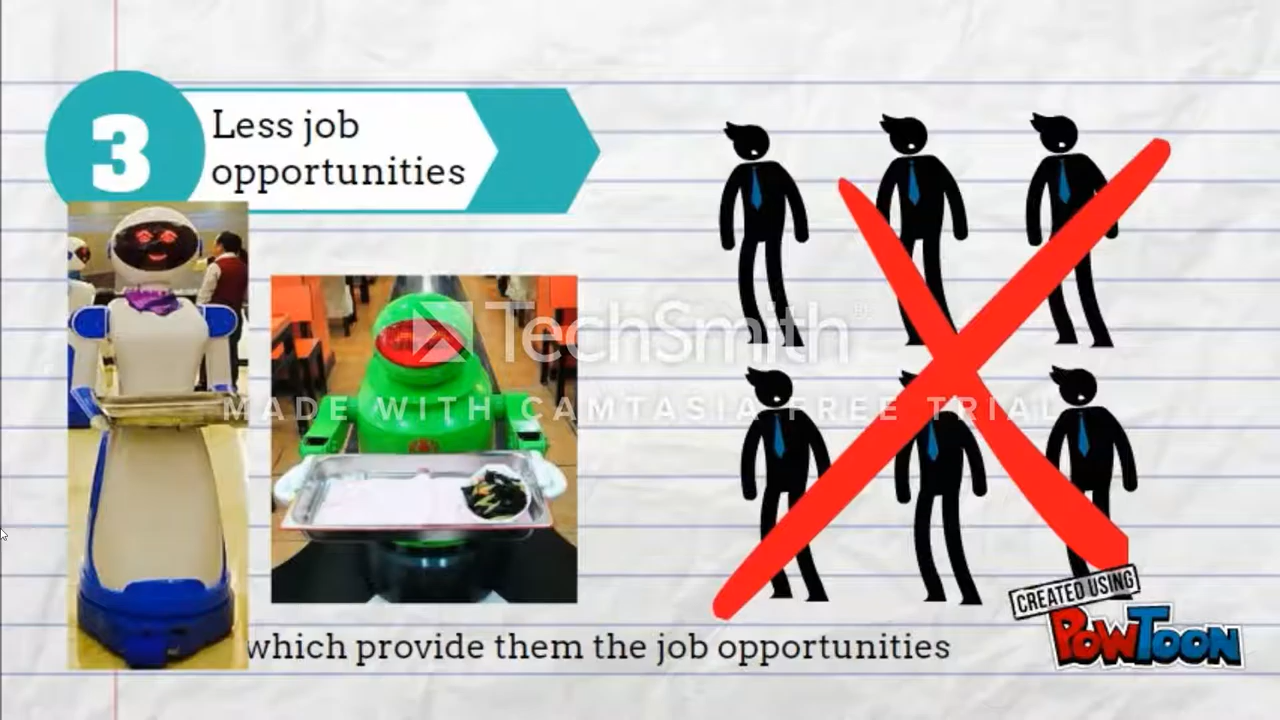 3
Less job
opportunities
TechSmith
MADE WITH CAMTASIA FREE TRIAL
which provide them the job opportunities
CREATED USING
POWTOON